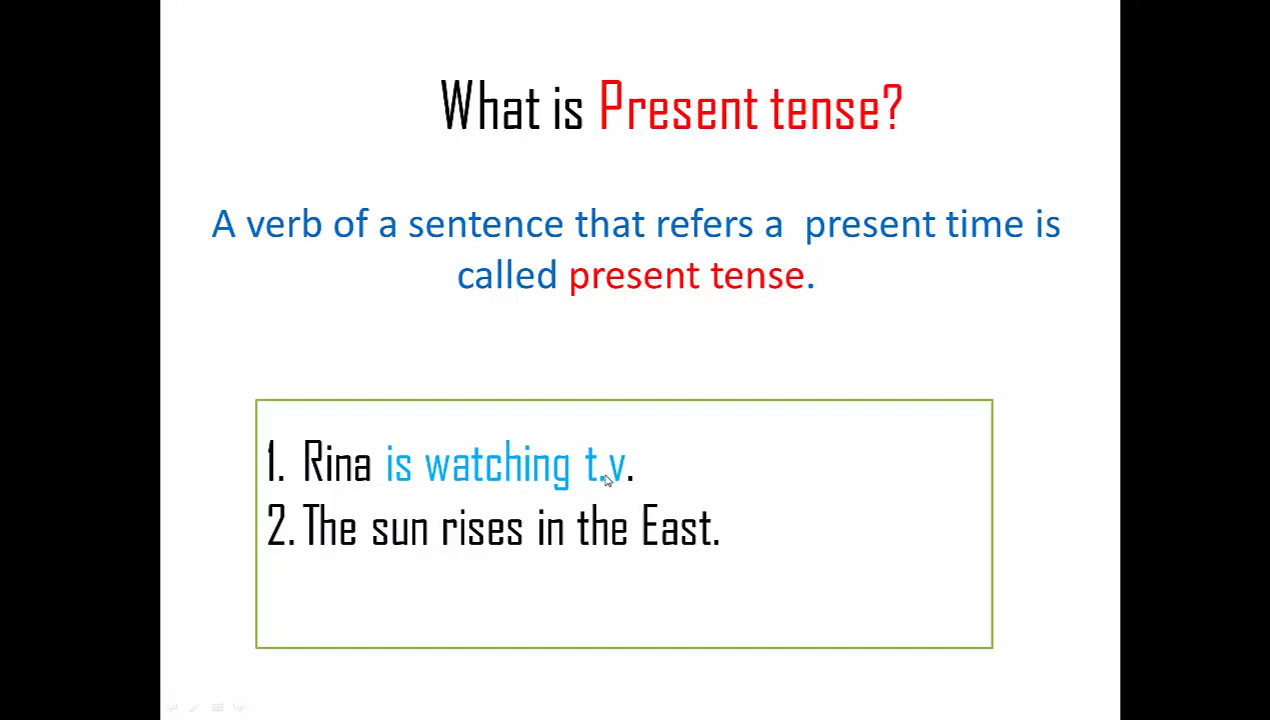 What is Present tense?
A verb of a sentence that refers a  present time is
called present tense.
1. Rina is watching t.v.
2. The sun rises in the East.